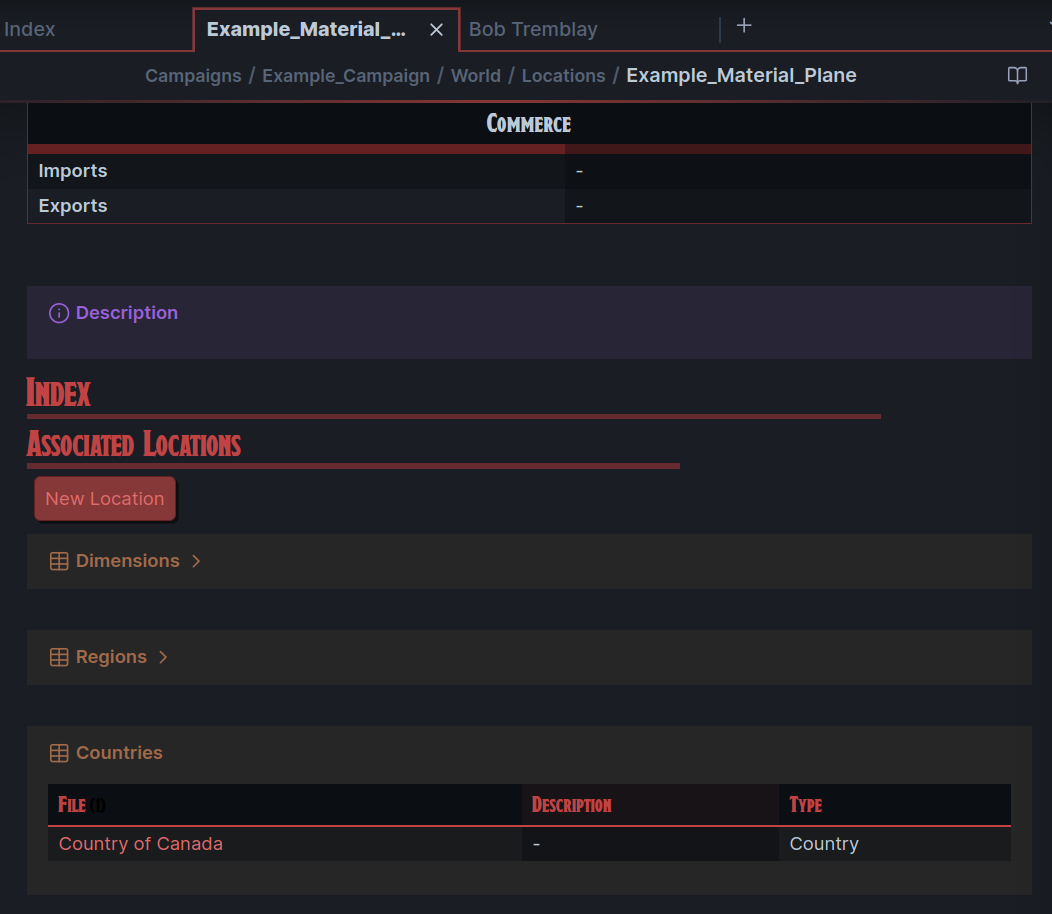 Index
Example_Material_...
Bob Tremblay
Campaigns / Example_Campaign / World / Locations / Example_Material_Plane
Commerce
Imports -
Exports -
Description
Index
Associated Locations
New Location
Dimensions
Regions
Countries
File (1) Description Type
Country of Canada - Country